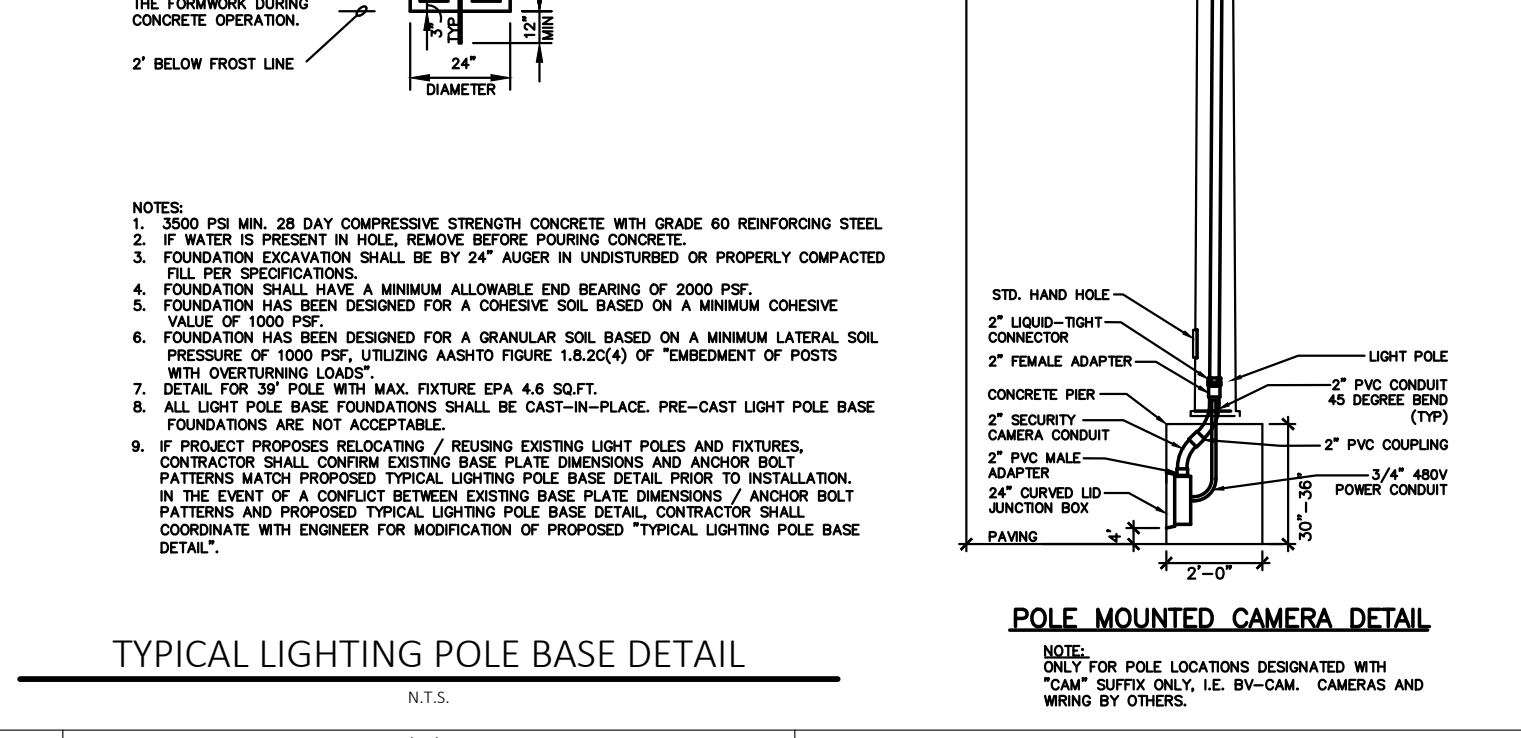 THE FORMWORK DURING
CONCRETE OPERATION.
2' BELOW FROST LINE
3"
TYP
12"
MIN
24"
DIAMETER
NOTES:
1. 3500 PSI MIN. 28 DAY COMPRESSIVE STRENGTH CONCRETE WITH GRADE 60 REINFORCING STEEL
2. IF WATER IS PRESENT IN HOLE, REMOVE BEFORE POURING CONCRETE.
3. FOUNDATION EXCAVATION SHALL BE BY 24" AUGER IN UNDISTURBED OR PROPERLY COMPACTED
FILL PER SPECIFICATIONS.
4. FOUNDATION SHALL HAVE A MINIMUM ALLOWABLE END BEARING OF 2000 PSF.
5. FOUNDATION HAS BEEN DESIGNED FOR A COHESIVE SOIL BASED ON A MINIMUM COHESIVE
VALUE OF 1000 PSF.
6. FOUNDATION HAS BEEN DESIGNED FOR A GRANULAR SOIL BASED ON A MINIMUM LATERAL SOIL
PRESSURE OF 1000 PSF, UTILIZING AASHTO FIGURE 1.8.2C(4) OF "EMBEDMENT OF POSTS
WITH OVERTURNING LOADS".
7. DETAIL FOR 39' POLE WITH MAX. FIXTURE EPA 4.6 SQ.FT.
8. ALL LIGHT POLE BASE FOUNDATIONS SHALL BE CAST-IN-PLACE. PRE-CAST LIGHT POLE BASE
FOUNDATIONS ARE NOT ACCEPTABLE.
9. IF PROJECT PROPOSES RELOCATING / REUSING EXISTING LIGHT POLES AND FIXTURES,
CONTRACTOR SHALL CONFIRM EXISTING BASE PLATE DIMENSIONS AND ANCHOR BOLT
PATTERNS MATCH PROPOSED TYPICAL LIGHTING POLE BASE DETAIL PRIOR TO INSTALLATION.
IN THE EVENT OF A CONFLICT BETWEEN EXISTING BASE PLATE DIMENSIONS / ANCHOR BOLT
PATTERNS AND PROPOSED TYPICAL LIGHTING POLE BASE DETAIL, CONTRACTOR SHALL
COORDINATE WITH ENGINEER FOR MODIFICATION OF PROPOSED "TYPICAL LIGHTING POLE BASE
DETAIL".
TYPICAL LIGHTING POLE BASE DETAIL
N.T.S.
STD. HAND HOLE
2" LIQUID-TIGHT
CONNECTOR
2" FEMALE ADAPTER
CONCRETE PIER
2" SECURITY
CAMERA CONDUIT
2" PVC MALE
ADAPTER
24" CURVED LID
JUNCTION BOX
PAVING
4'
LIGHT POLE
2" PVC CONDUIT
45 DEGREE BEND
(TYP)
2" PVC COUPLING
3/4" 480V
POWER CONDUIT
30"-36"
2'-0"
POLE MOUNTED CAMERA DETAIL
NOTE:
ONLY FOR POLE LOCATIONS DESIGNATED WITH
"CAM" SUFFIX ONLY, I.E. BV-CAM. CAMERAS AND
WIRING BY OTHERS.